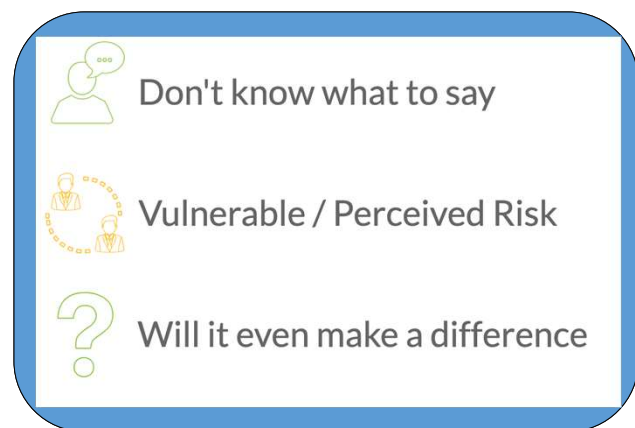 Don't know what to say
Vulnerable / Perceived Risk
Will it even make a difference